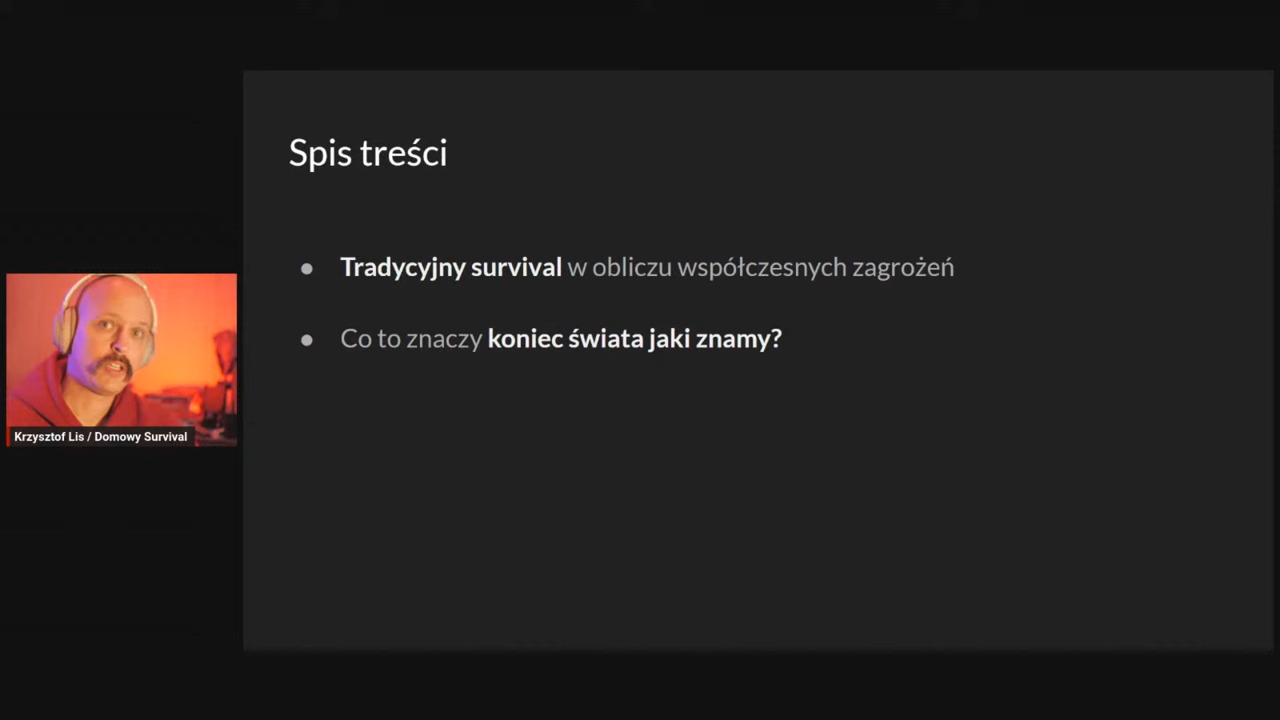 Spis treści
Tradycyjny survival w obliczu współczesnych zagrożeń
Co to znaczy koniec świata jaki znamy?
Krzysztof Lis / Domowy Survival